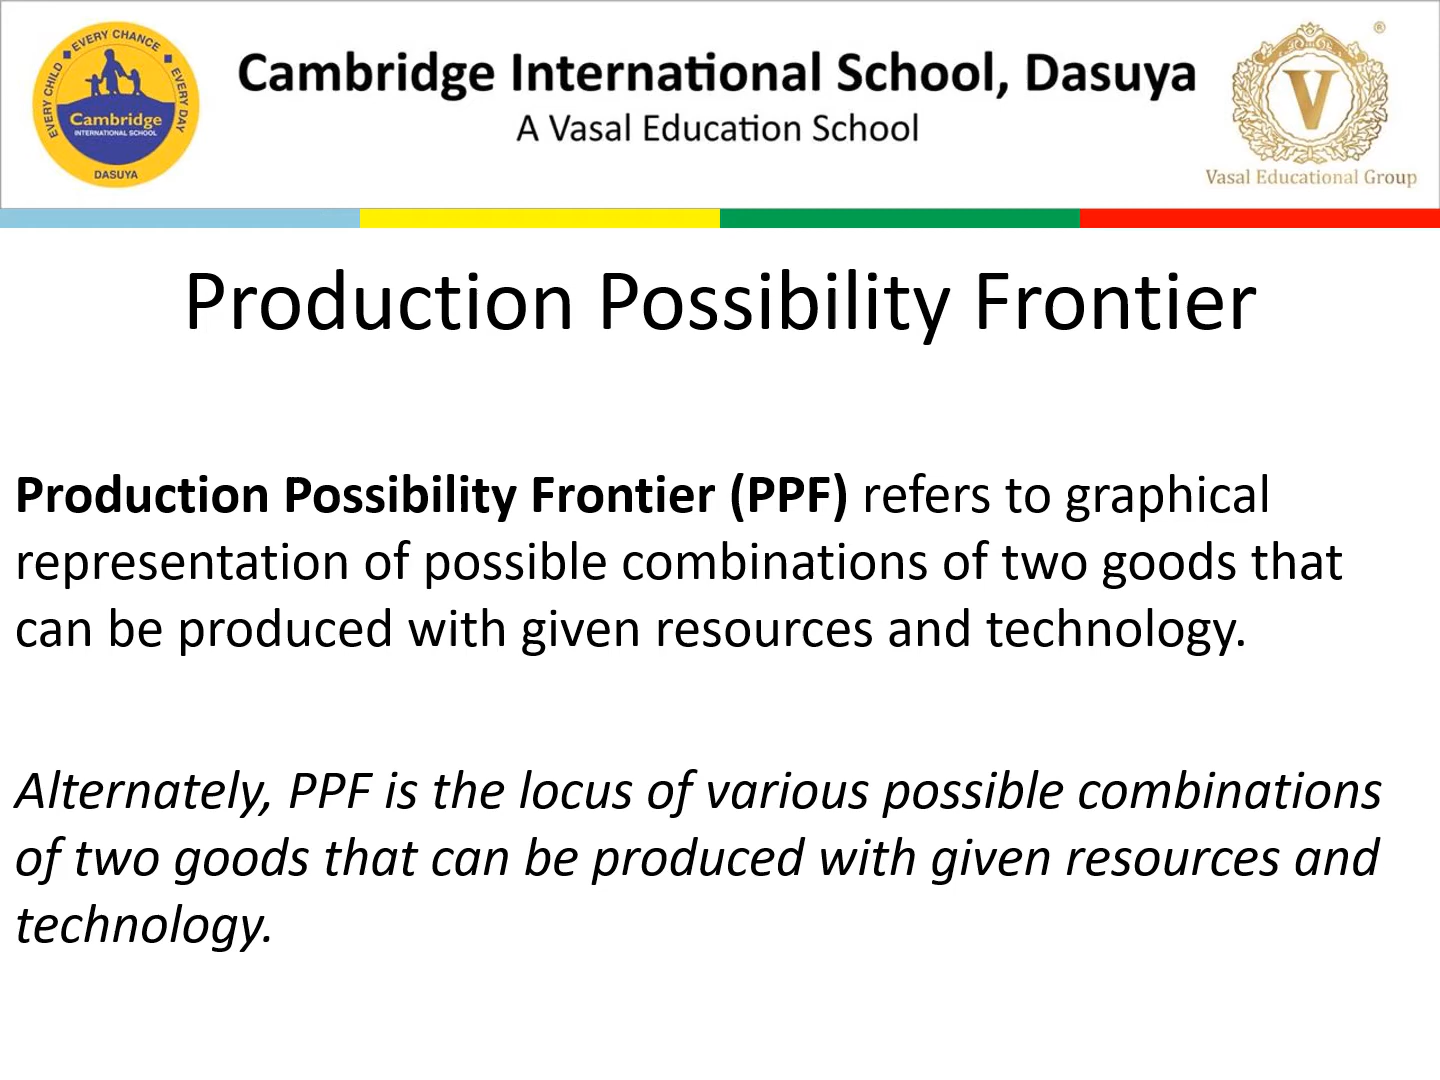 EVERY CHILD EVERY CHANCE EVERY DAY
Cambridge
INTERNATIONAL SCHOOL
DASUYA
Cambridge International School, Dasuya
A Vasal Education School
®
V
Vasal Educational Group
Production Possibility Frontier
Production Possibility Frontier (PPF) refers to graphical
representation of possible combinations of two goods that
can be produced with given resources and technology.
Alternately, PPF is the locus of various possible combinations
of two goods that can be produced with given resources and
technology.